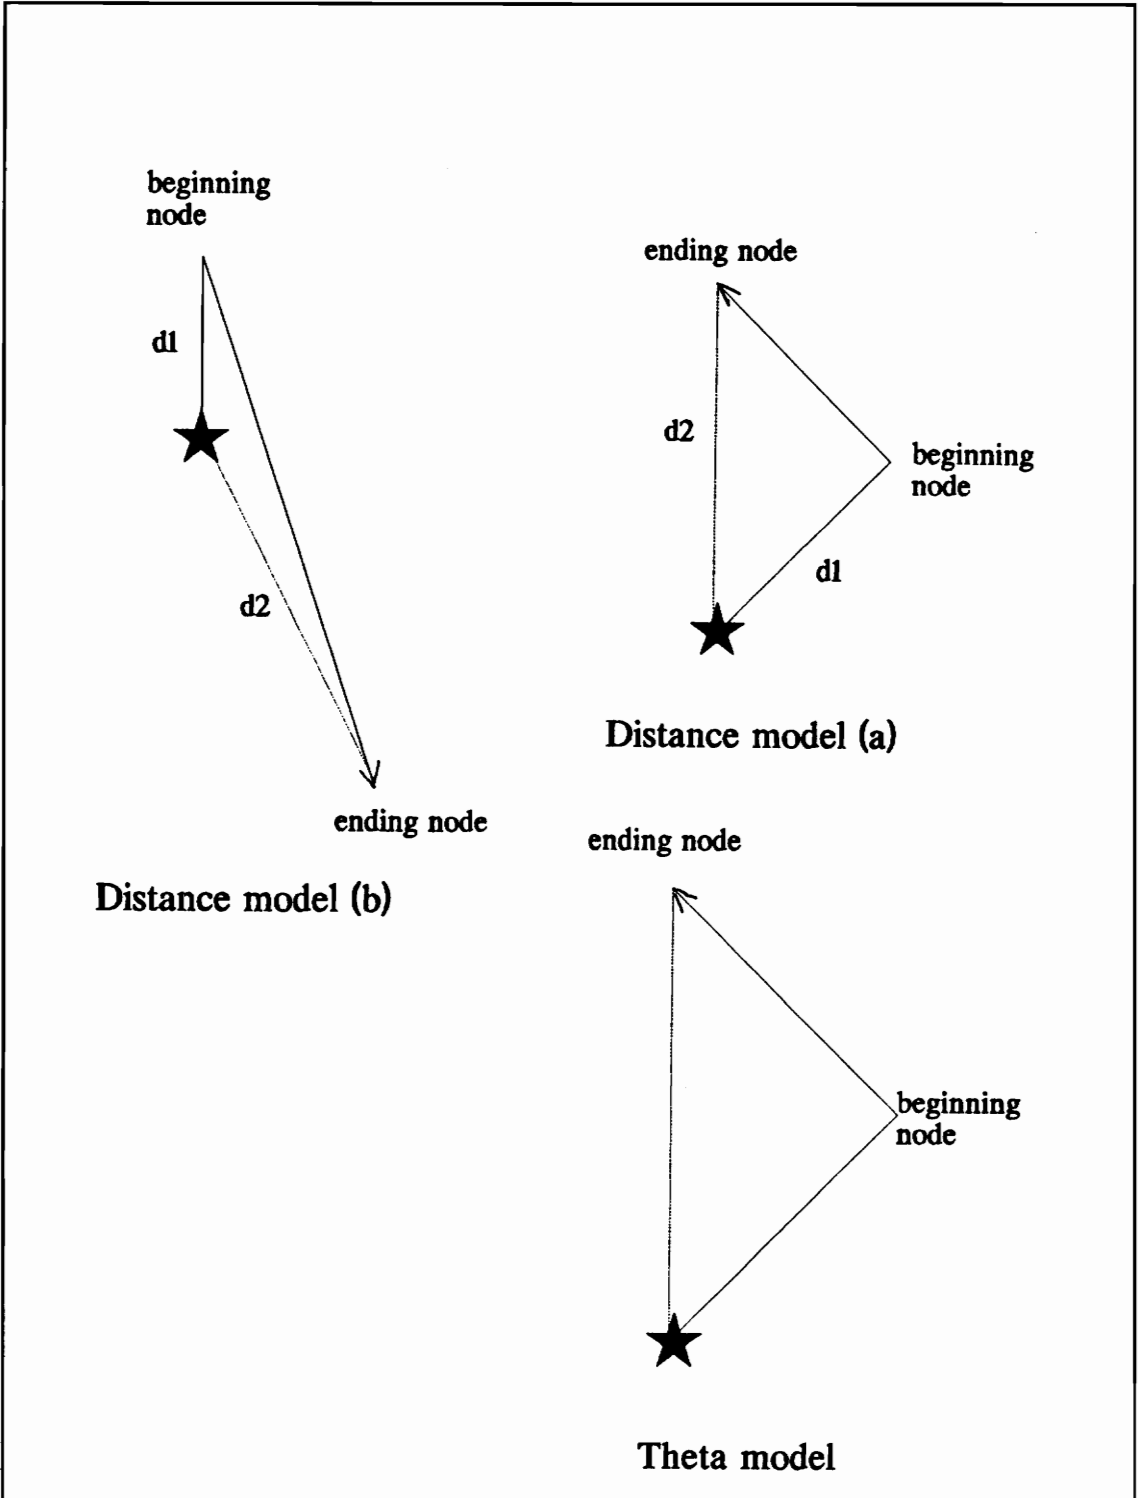 beginning
node
d1
d2
ending node
Distance model (b)
ending node
d2
beginning
node
d1
Distance model (a)
ending node
beginning
node
Theta model